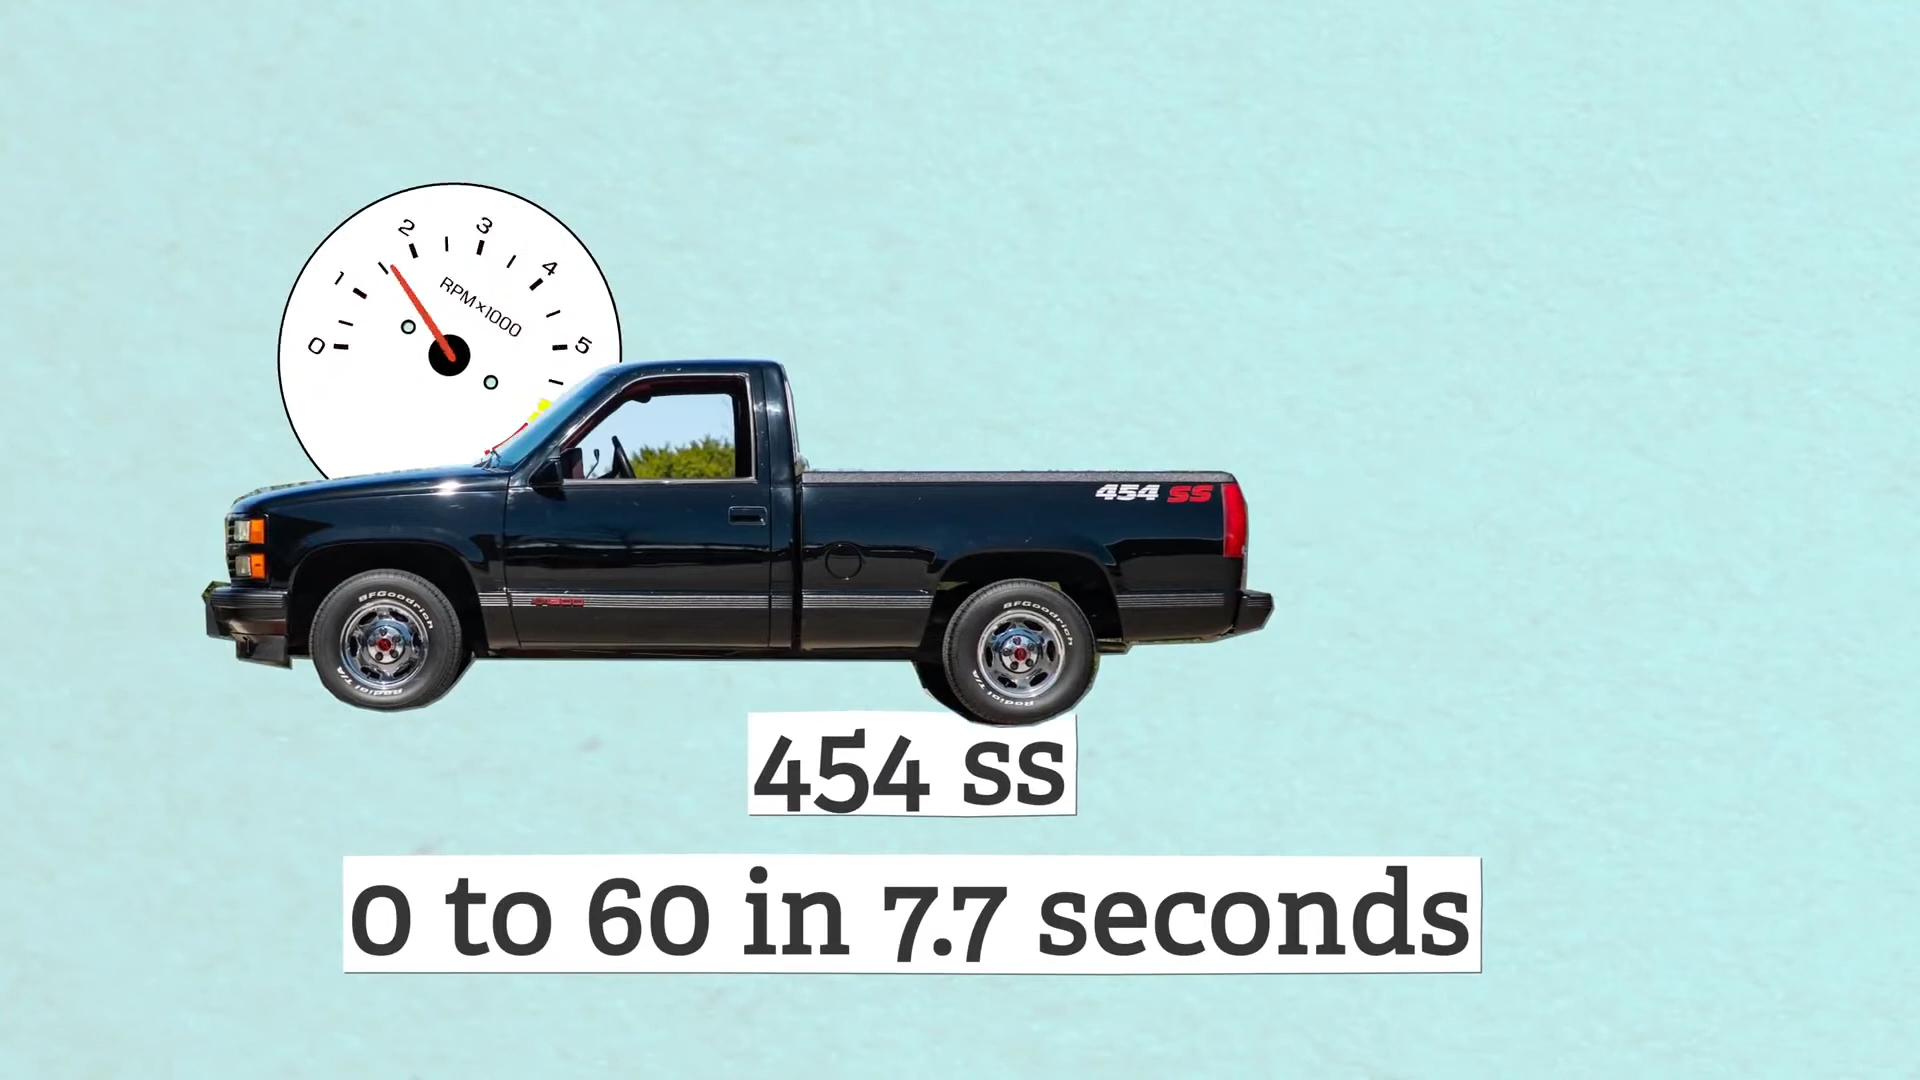 0
1
2
3
4
5
RPM×1000
454 SS
BFGoodrich
Radial T/A
BFGoodrich
Radial T/A
454 SS
0 to 60 in 7.7 seconds